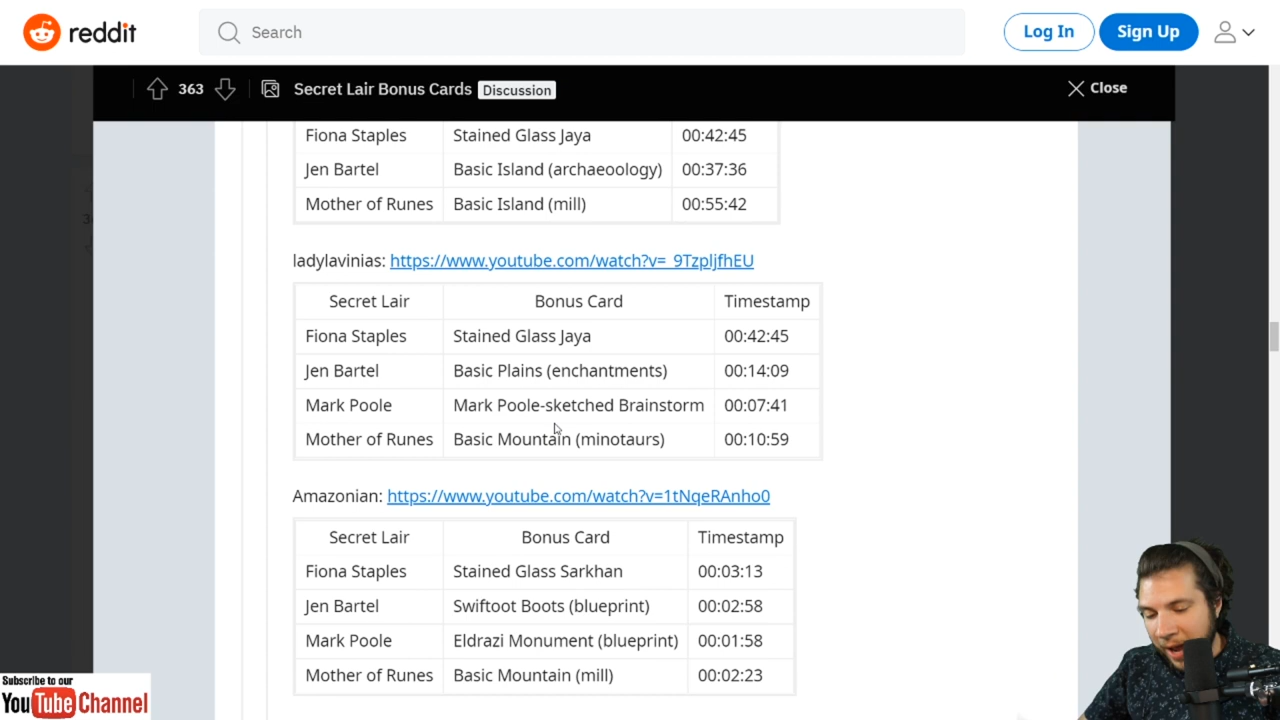 reddit
Search
Log In
Sign Up
363
Secret Lair Bonus Cards Discussion
Close
Fiona Staples Stained Glass Jaya 00:42:45
Jen Bartel Basic Island (archaeoology) 00:37:36
Mother of Runes Basic Island (mill) 00:55:42
ladylavinias: https://www.youtube.com/watch?v=_9TzpljfhEU
Secret Lair Bonus Card Timestamp
Fiona Staples Stained Glass Jaya 00:42:45
Jen Bartel Basic Plains (enchantments) 00:14:09
Mark Poole Mark Poole-sketched Brainstorm 00:07:41
Mother of Runes Basic Mountain (minotaurs) 00:10:59
Amazonian: https://www.youtube.com/watch?v=1tNqeRAnho0
Secret Lair Bonus Card Timestamp
Fiona Staples Stained Glass Sarkhan 00:03:13
Jen Bartel Swiftoot Boots (blueprint) 00:02:58
Mark Poole Eldrazi Monument (blueprint) 00:01:58
Mother of Runes Basic Mountain (mill) 00:02:23
Subscribe to our
YouTube Channel